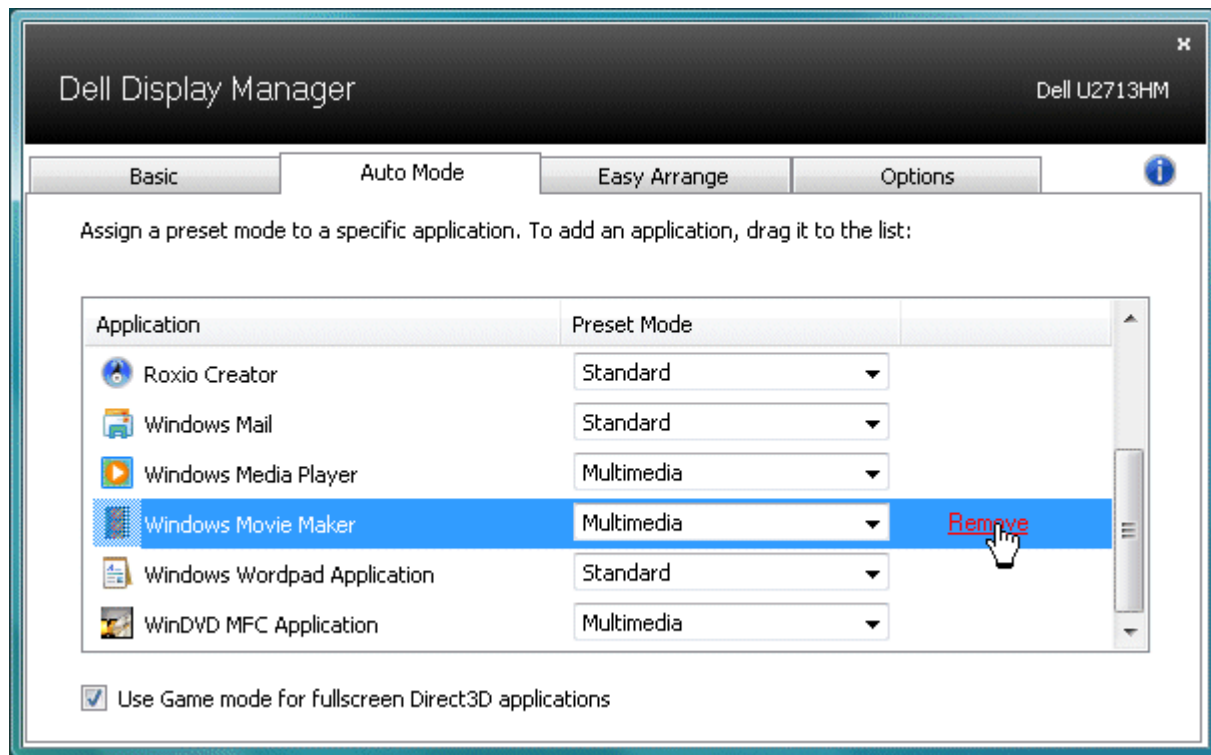 x
Dell Display Manager
Dell U2713HM
Basic Auto Mode Easy Arrange Options
Assign a preset mode to a specific application. To add an application, drag it to the list:
Application Preset Mode
Roxio Creator Standard
Windows Mail Standard
Windows Media Player Multimedia
Windows Movie Maker Multimedia Remove
Windows Wordpad Application Standard
WinDVD MFC Application Multimedia
Use Game mode for fullscreen Direct3D applications